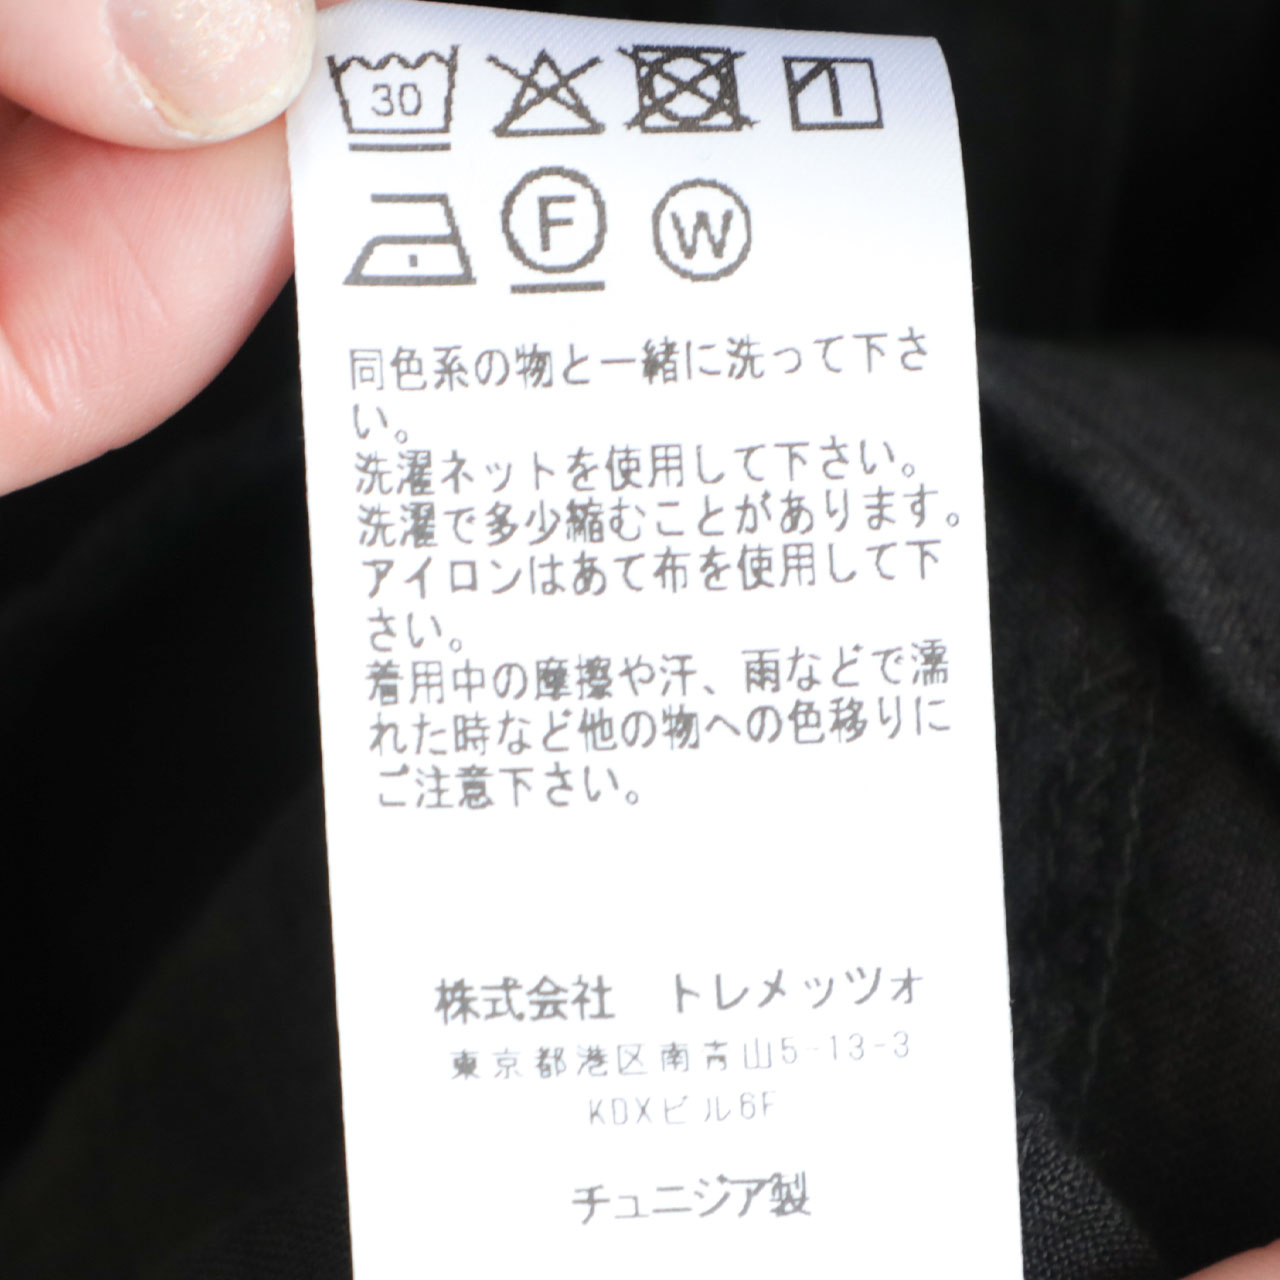 30
F
W
同色系の物と一緒に洗って下さ
い。
洗濯ネットを使用して下さい。
洗濯で多少縮むことがあります。
アイロンはあて布を使用して下
さい。
着用中の摩擦や汗、雨などで濡
れた時など他の物への色移りに
ご注意下さい。
株式会社 トレメッツォ
東京都港区南青山5-13-3
KDXビル6F
チュニジア製